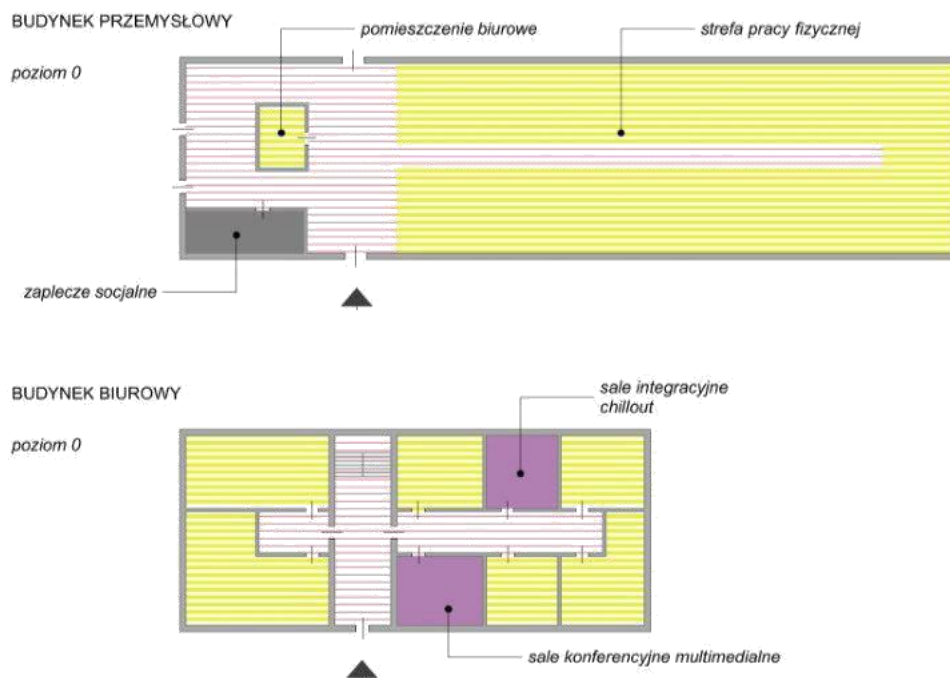 BUDYNEK PRZEMYSŁOWY
pomieszczenie biurowe
strefa pracy fizycznej
poziom 0
zaplecze socjalne
BUDYNEK BIUROWY
sale integracyjne
chillout
poziom 0
sale konferencyjne multimedialne